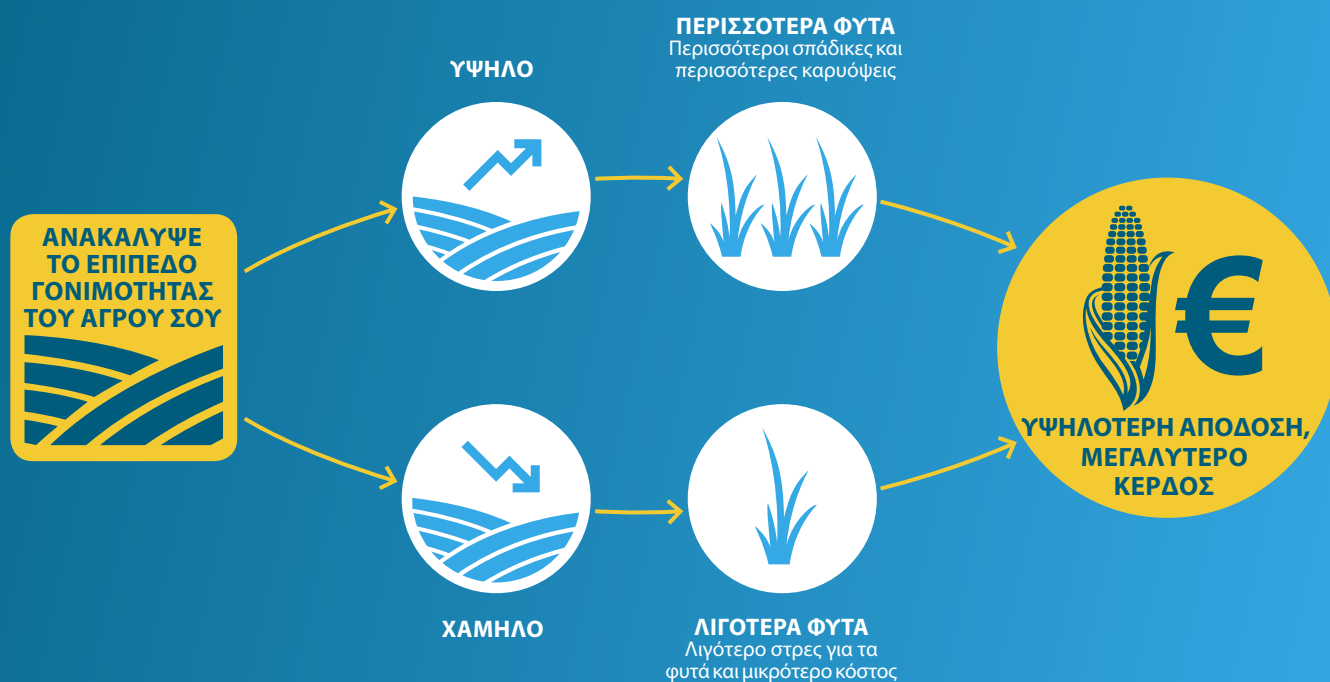 ΑΝΑΚΑΛΥΨΕ
ΤΟ ΕΠΙΠΕΔΟ
ΓΟΝΙΜΟΤΗΤΑΣ
ΤΟΥ ΑΓΡΟΥ ΣΟΥ
ΥΨΗΛΟ
ΠΕΡΙΣΣΟΤΕΡΑ ΦΥΤΑ
Περισσότεροι σπάδικες και
περισσότερες καρυόψεις
ΧΑΜΗΛΟ
ΛΙΓΟΤΕΡΑ ΦΥΤΑ
Λιγότερο στρες για τα
φυτά και μικρότερο κόστος
€
ΥΨΗΛΟΤΕΡΗ ΑΠΟΔΟΣΗ,
ΜΕΓΑΛΥΤΕΡΟ
ΚΕΡΔΟΣ